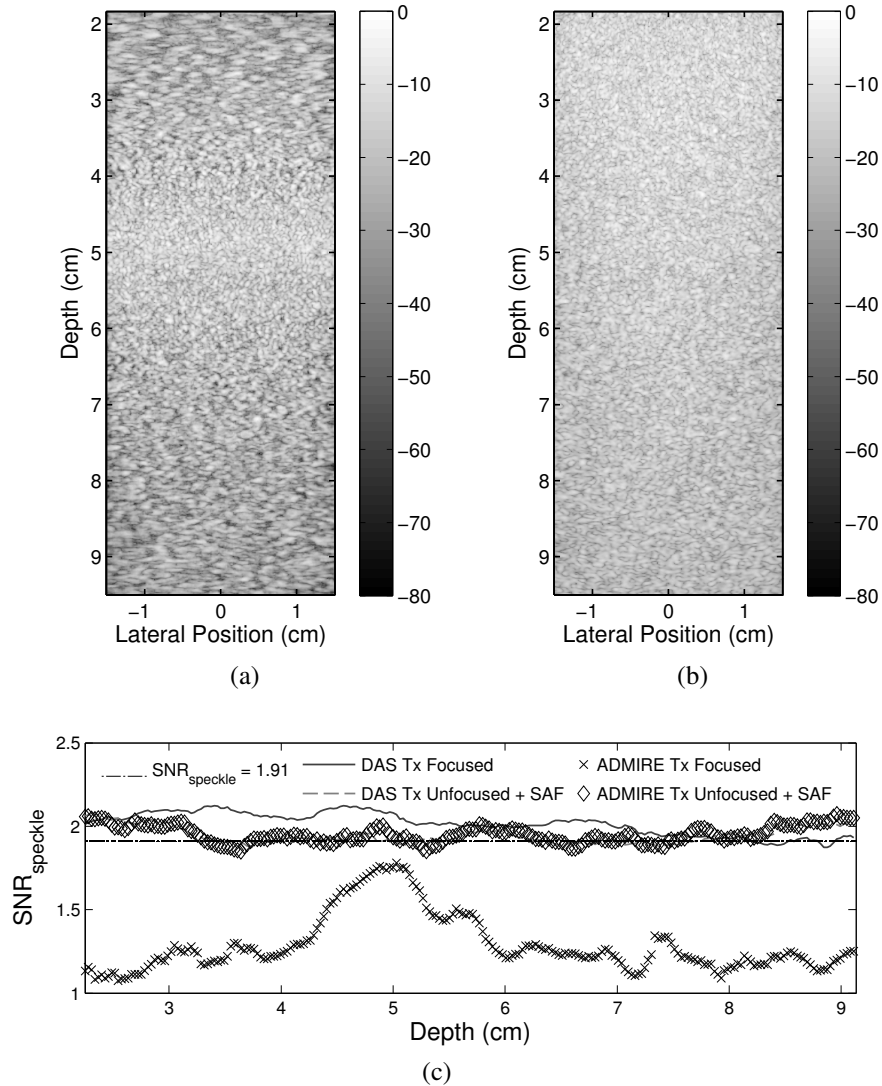 0
−10
−20
−30
−40
−50
−60
−70
−80
2
3
4
5
6
7
8
9
Depth (cm)
−1 0 1
Lateral Position (cm)
(a)
0
−10
−20
−30
−40
−50
−60
−70
−80
2
3
4
5
6
7
8
9
Depth (cm)
−1 0 1
Lateral Position (cm)
(b)
2.5
2
1.5
1
SNRspeckle
SNRspeckle = 1.91
DAS Tx Focused
DAS Tx Unfocused + SAF
ADMIRE Tx Focused
ADMIRE Tx Unfocused + SAF
3 4 5 6 7 8 9
Depth (cm)
(c)